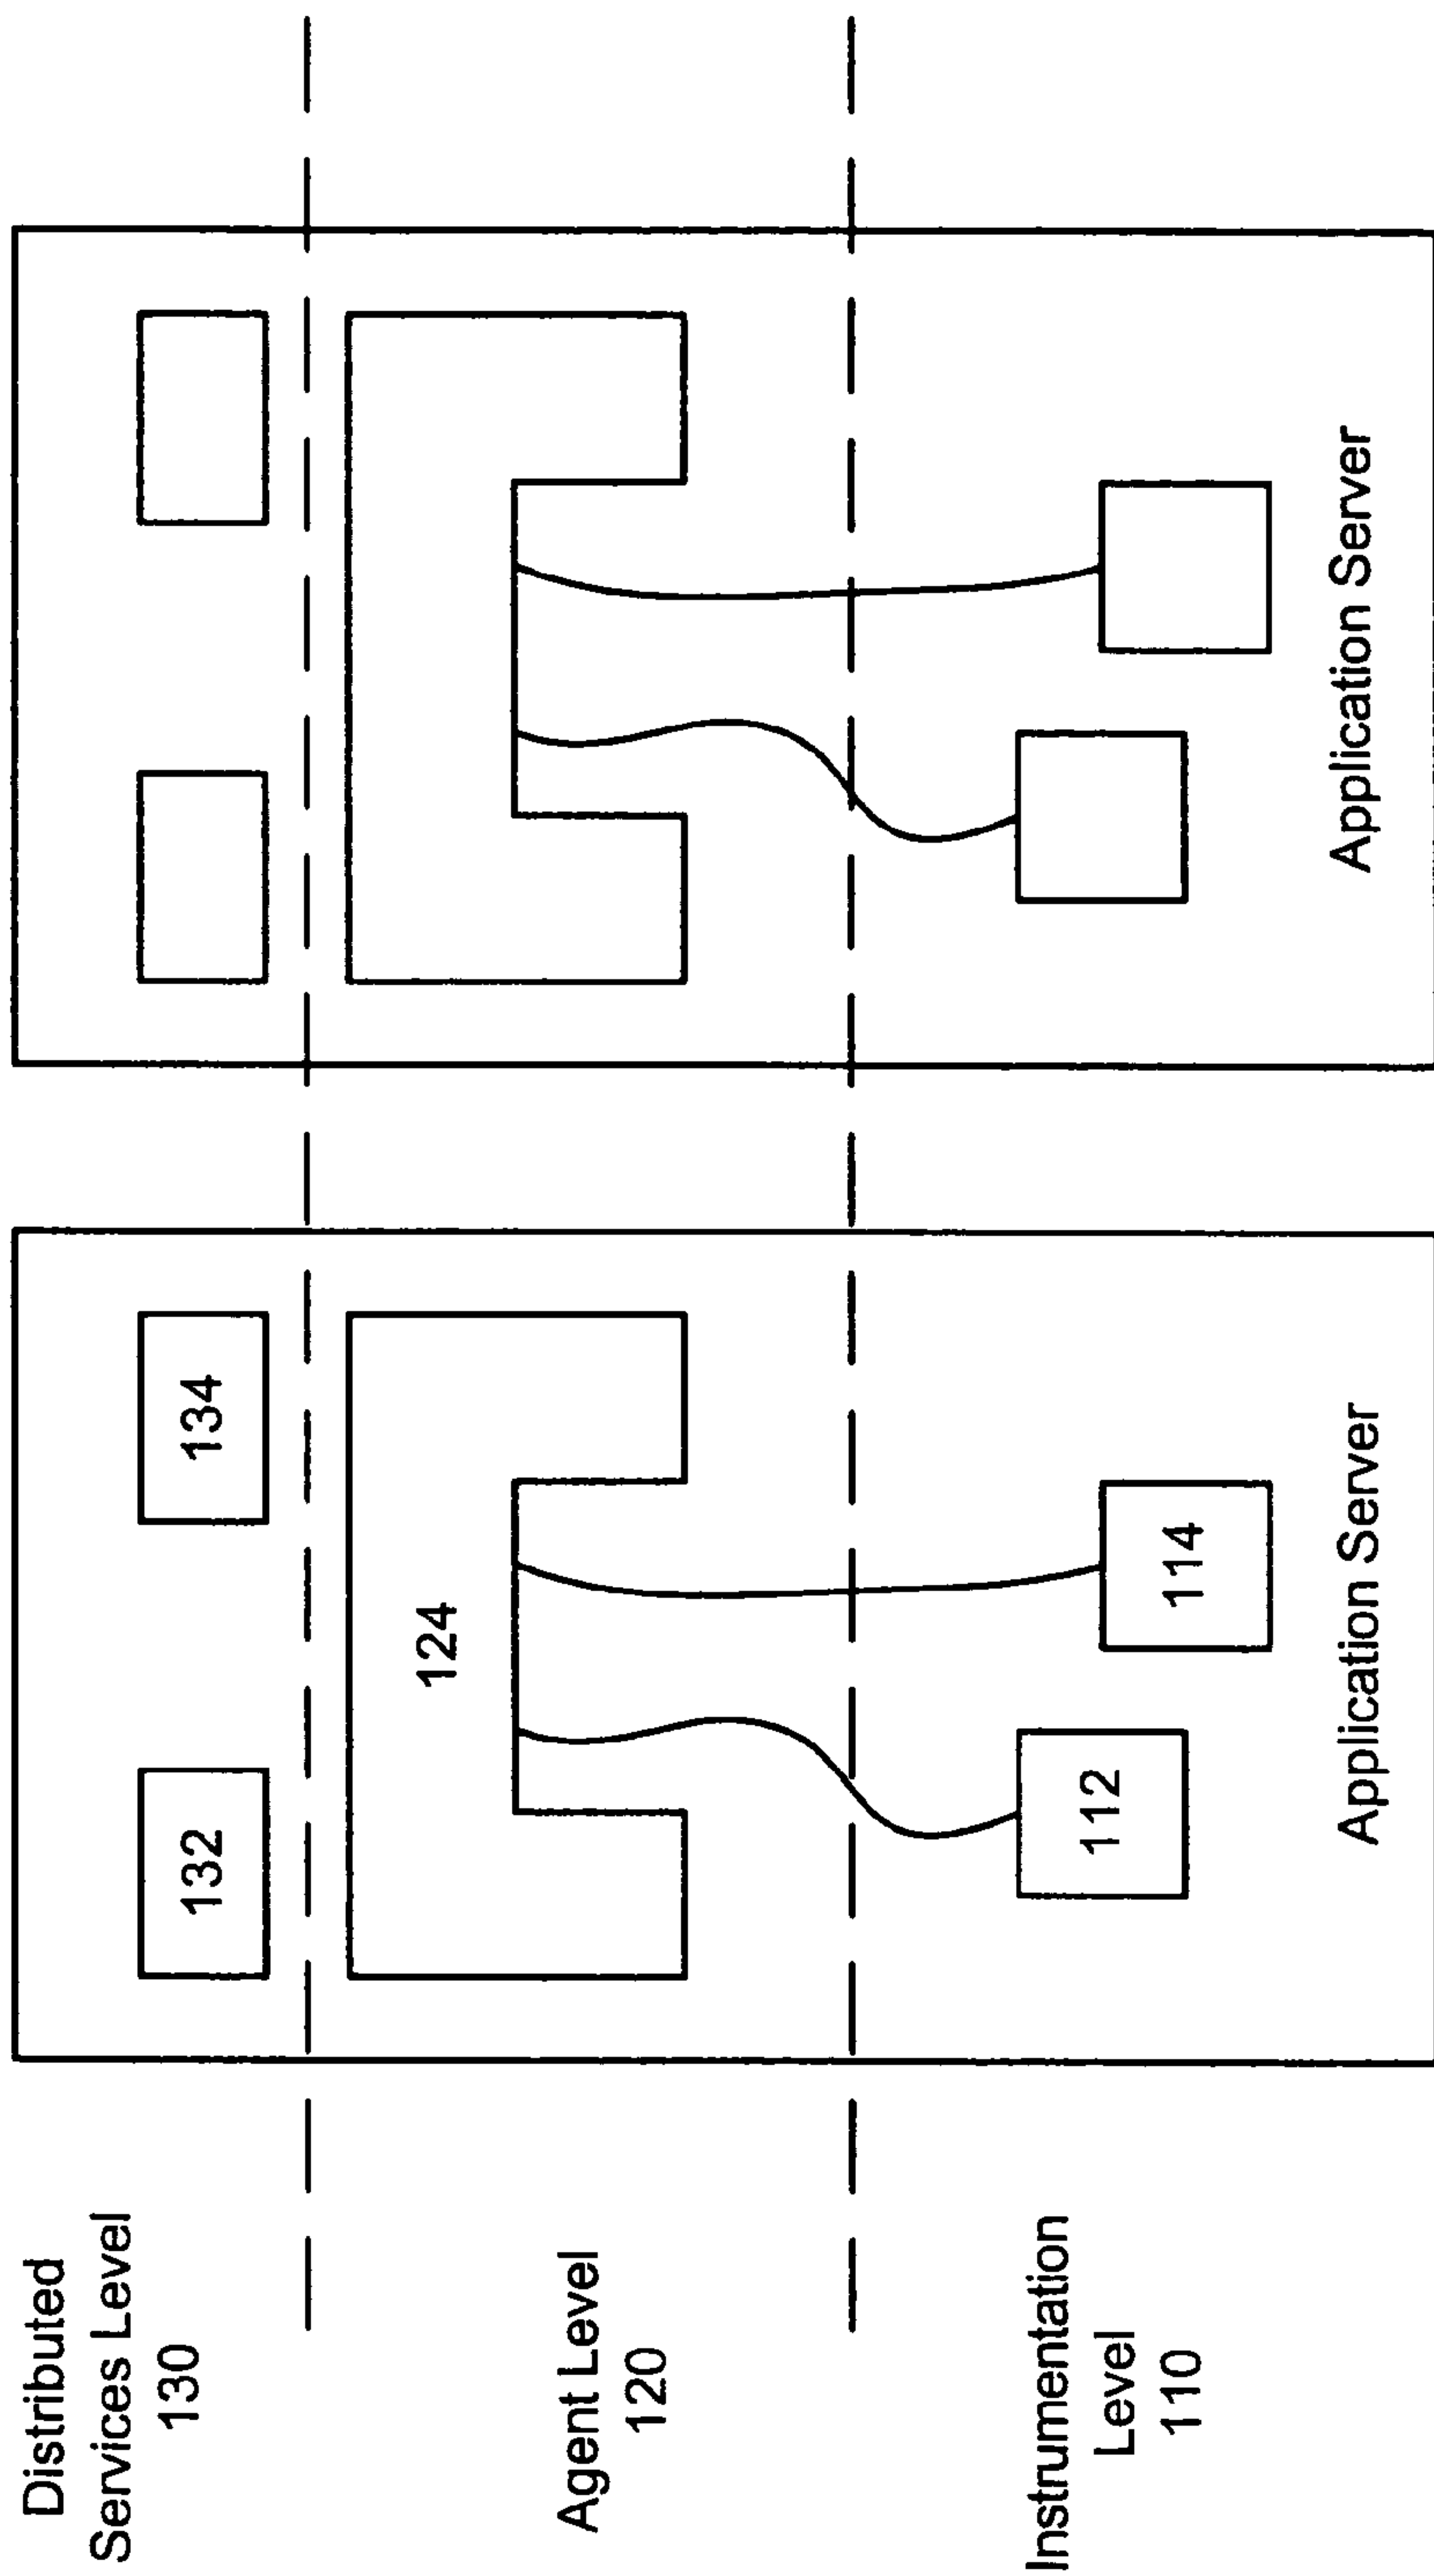 Distributed
Services Level
130
132
134
Agent Level
120
124
Instrumentation
Level
110
112
114
Application Server
Application Server